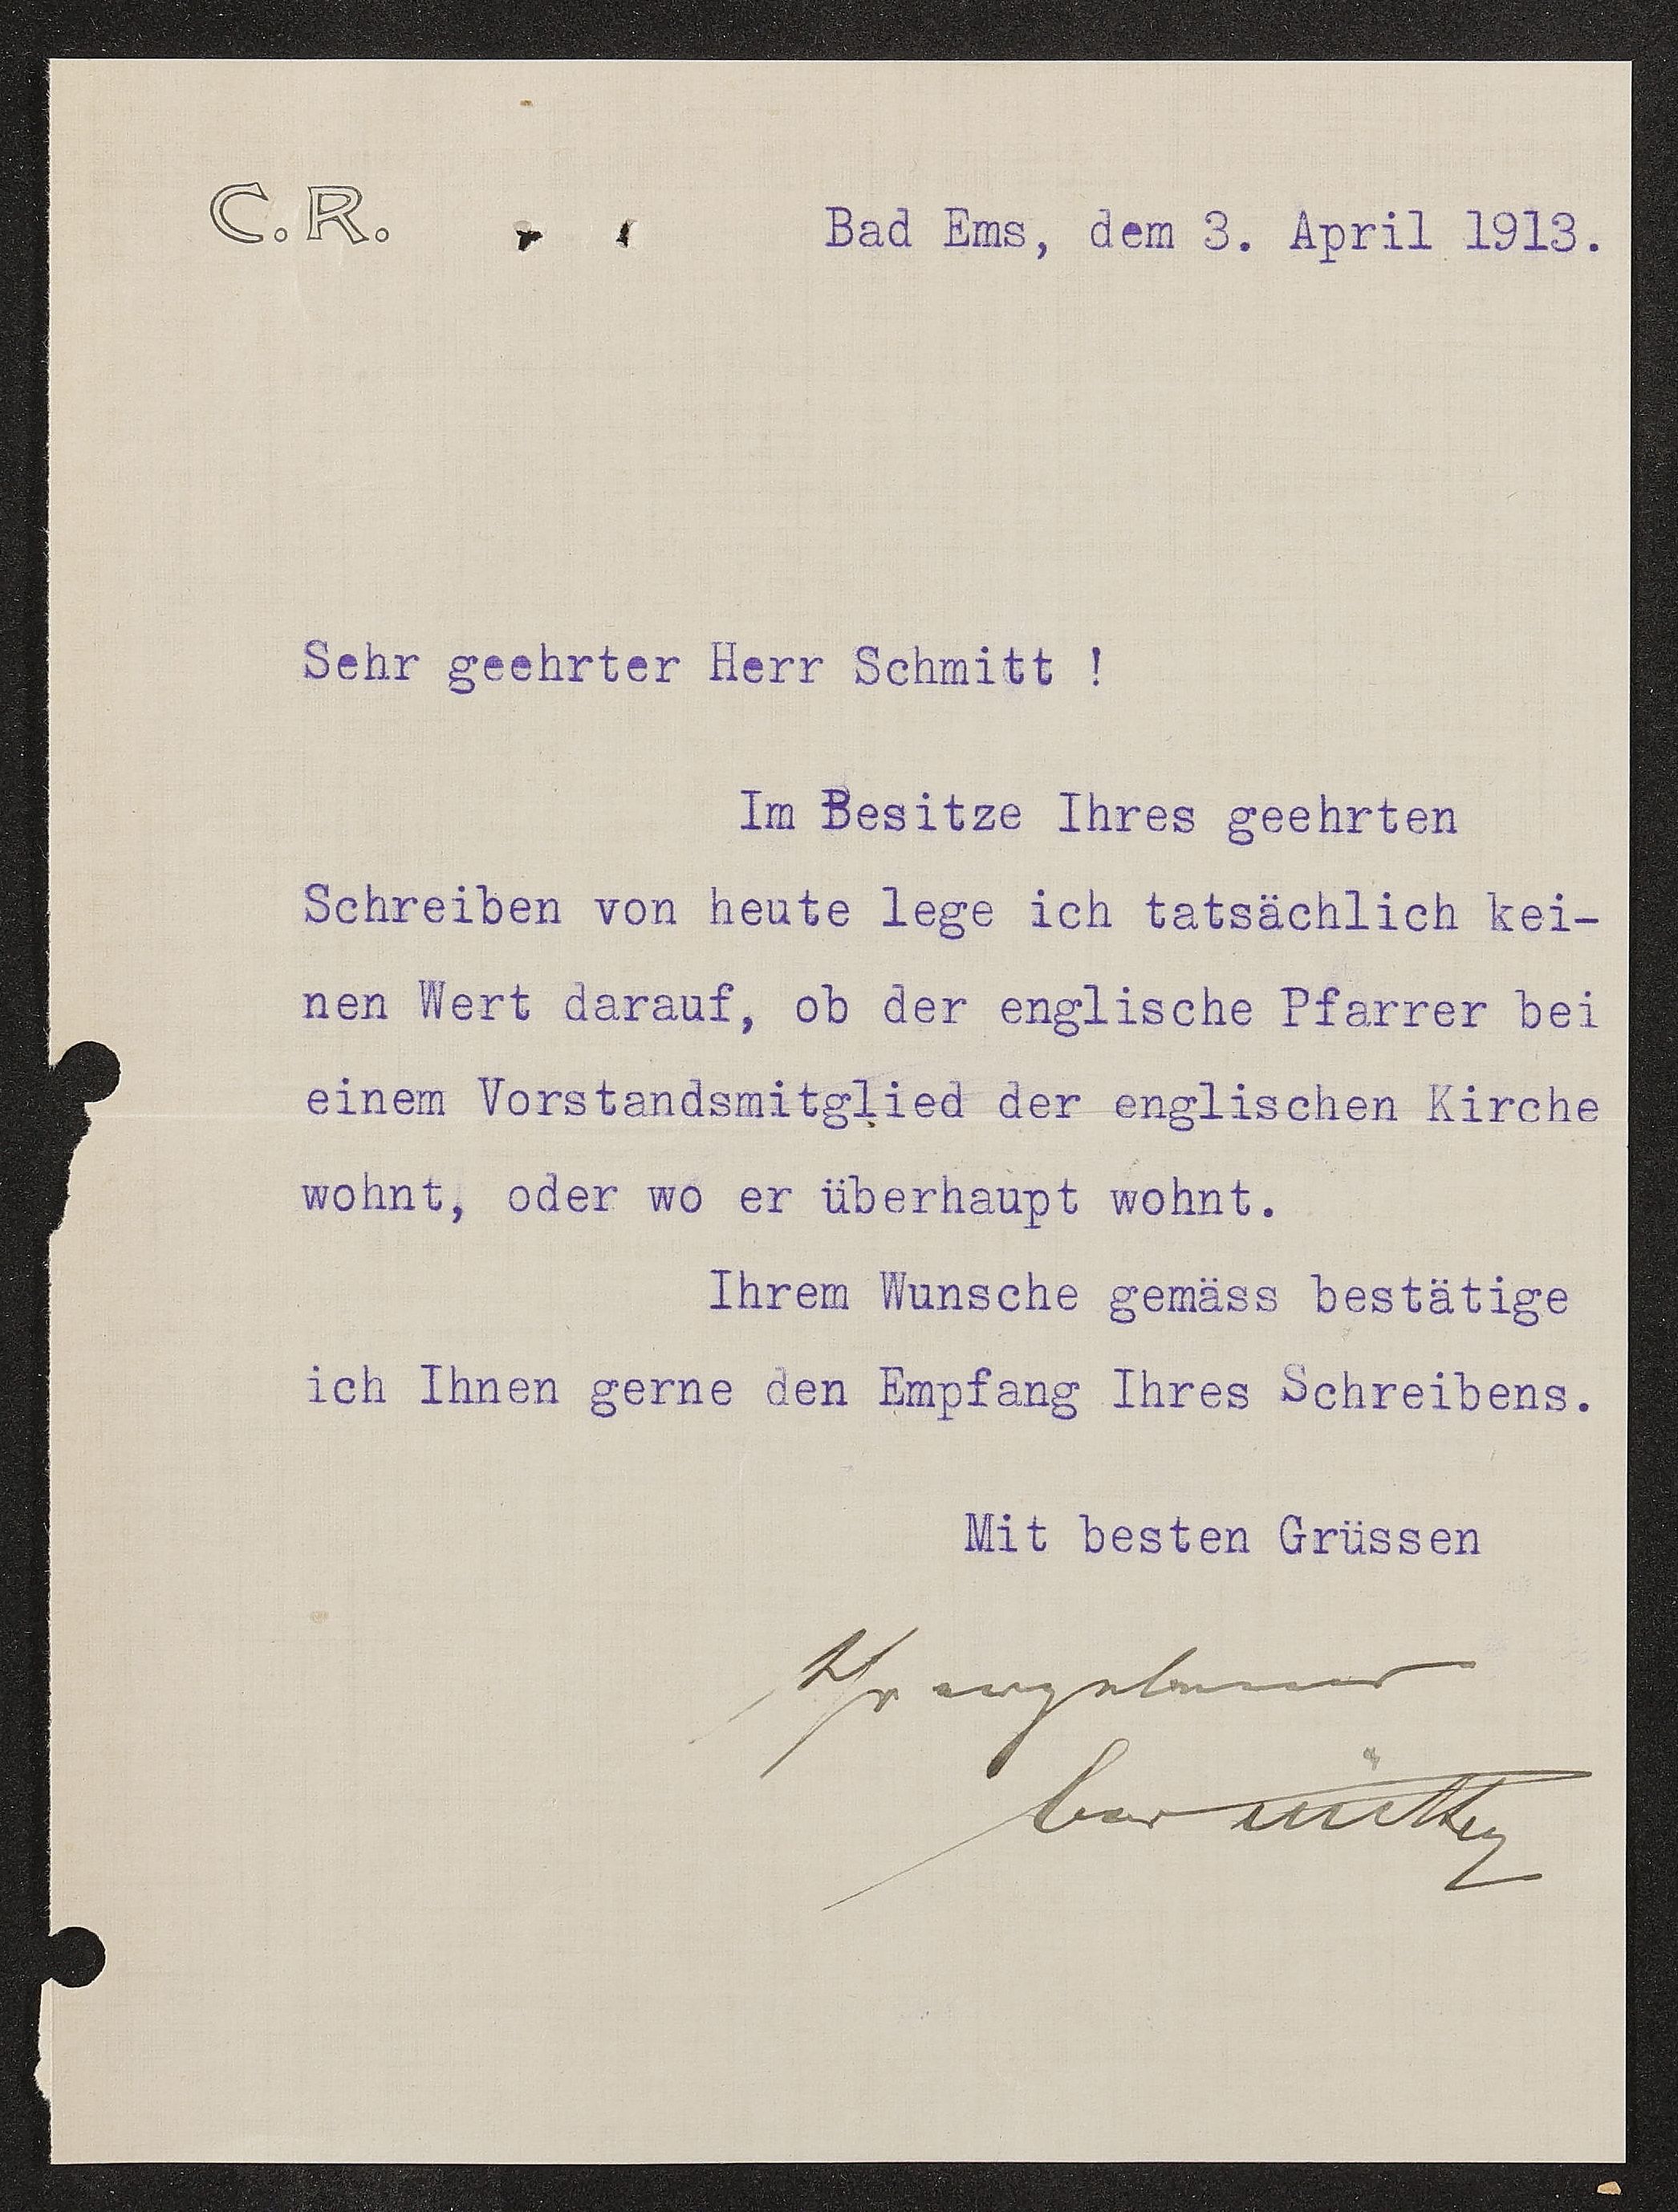 C.R.
Bad Ems, dem 3. April 1913.
Sehr geehrter Herr Schmitt !
Im Besitze Ihres geehrten
Schreiben von heute lege ich tatsächlich kei-
nen Wert darauf, ob der englische Pfarrer bei
einem Vorstandsmitglied der englischen Kirche
wohnt, oder wo er überhaupt wohnt.
Ihrem Wunsche gemäss bestätige
ich Ihnen gerne den Empfang Ihres Schreibens.
Mit besten Grüssen